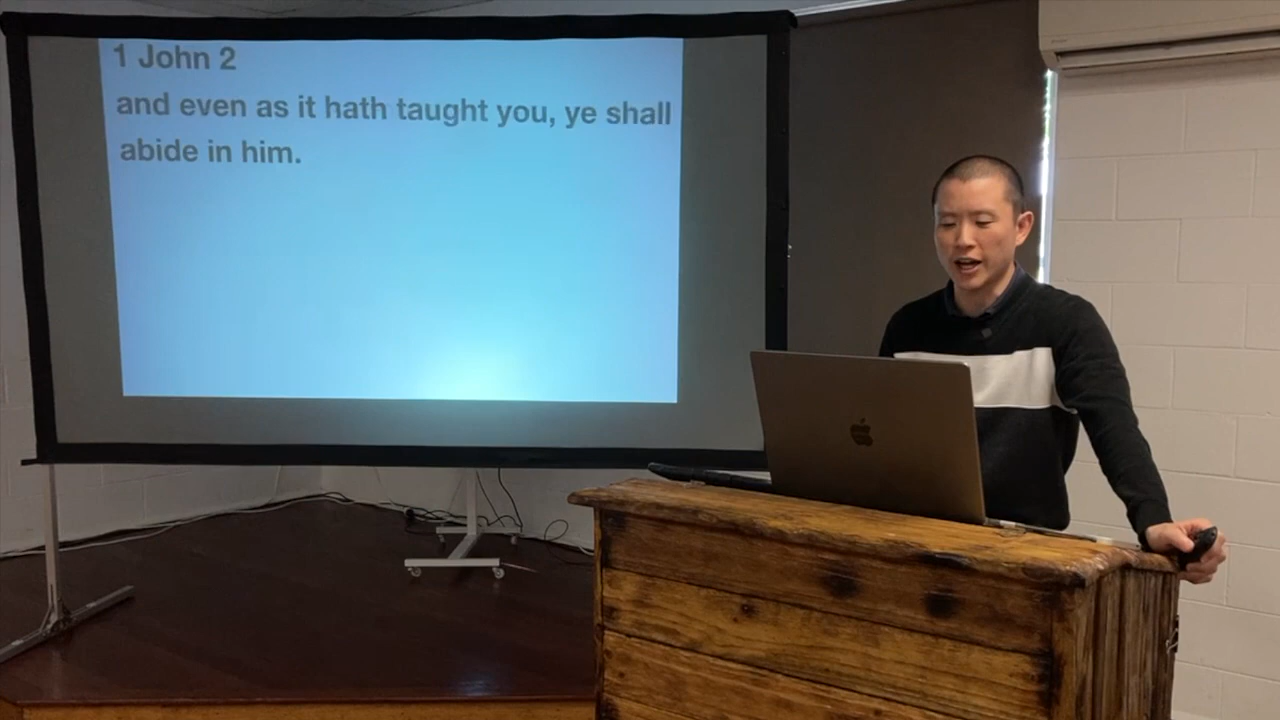 1 John 2
and even as it hath taught you, ye shall
abide in him.